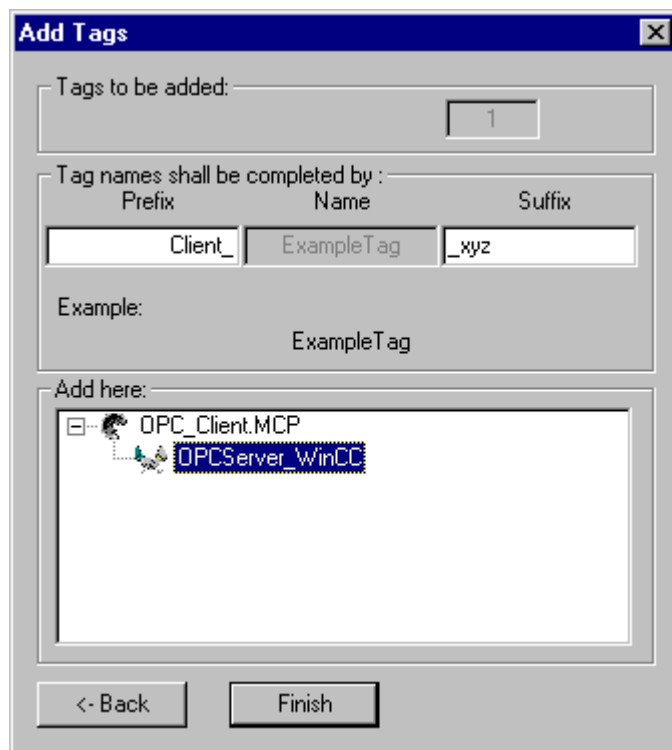 Add Tags
Tags to be added:
1
Tag names shall be completed by :
Prefix Name Suffix
Client_ ExampleTag _xyz
Example:
ExampleTag
Add here:
OPC_Client.MCP
OPCServer_WinCC
<- Back Finish